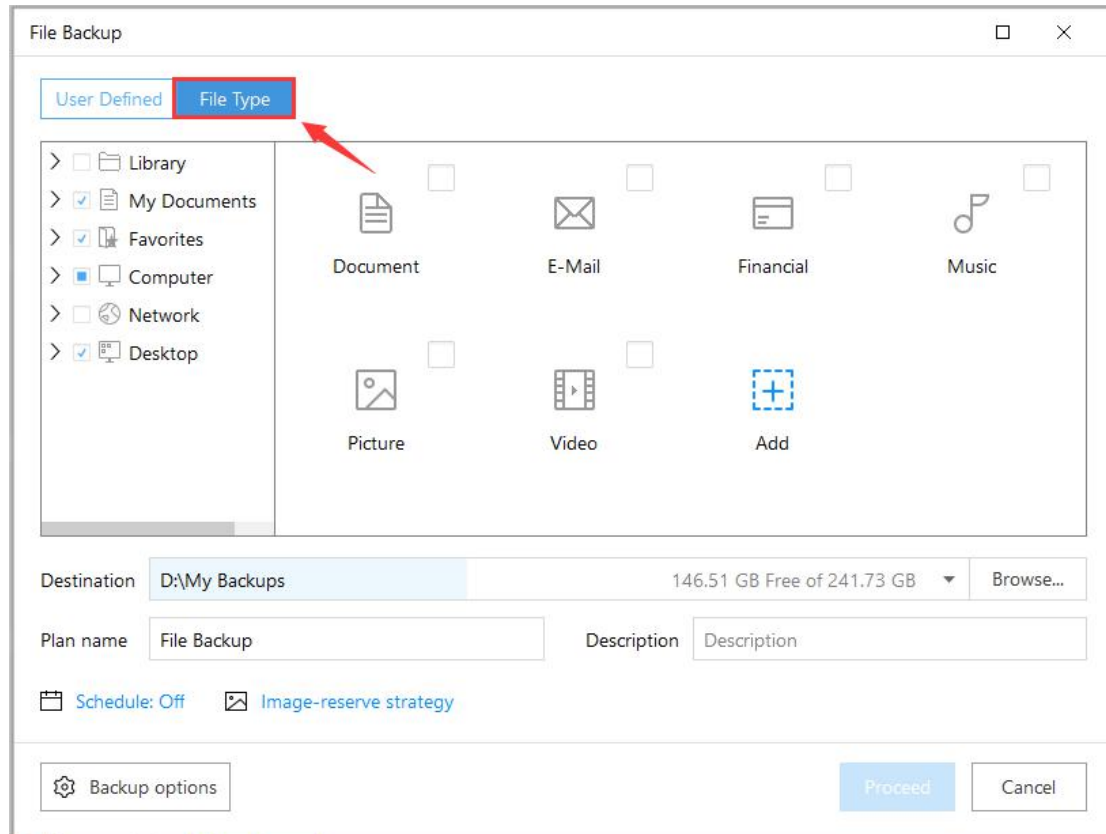 File Backup
User Defined
File Type
Library
My Documents
Favorites
Computer
Network
Desktop
Document
E-Mail
Financial
Music
Picture
Video
Add
Destination
D:\My Backups
146.51 GB Free of 241.73 GB
Browse...
Plan name
File Backup
Description
Description
Schedule: Off
Image-reserve strategy
Backup options
Proceed
Cancel